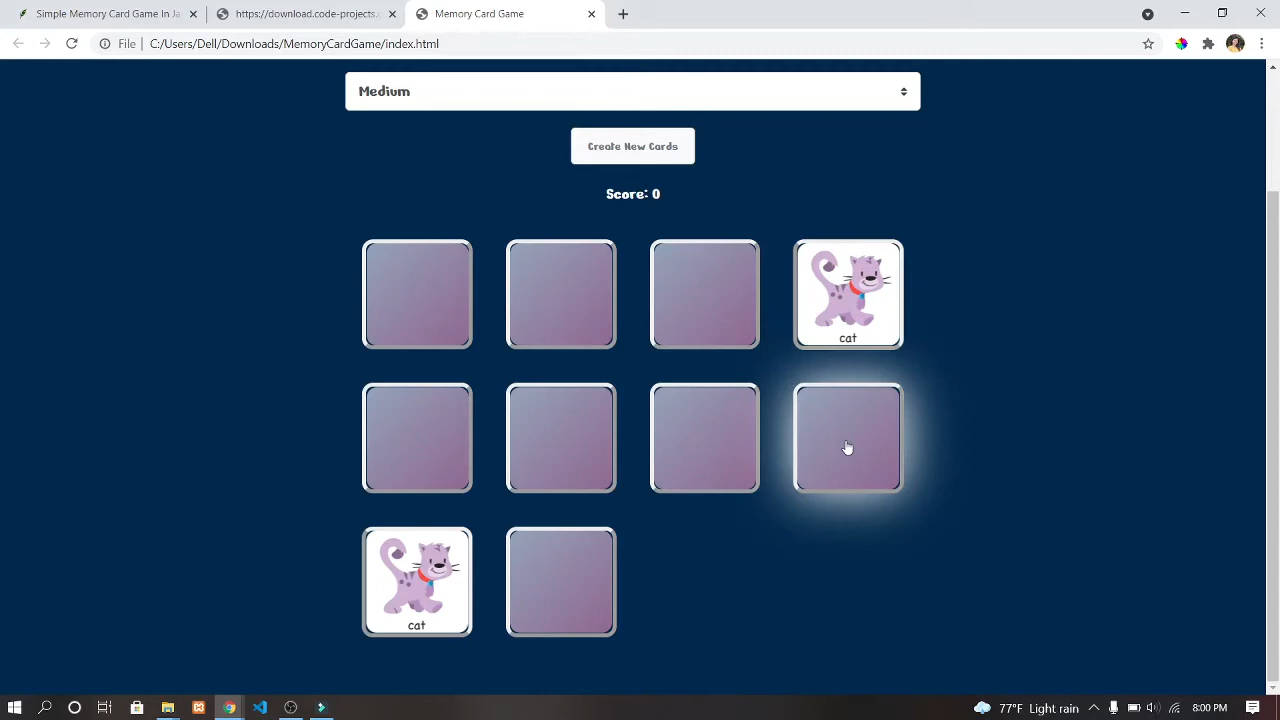 Simple Memory Card Game In Ja
https://download.code-projects.
Memory Card Game
File
C:/Users/Dell/Downloads/MemoryCardGame/index.html
Medium
Create New Cards
Score: 0
cat
cat
77°F Light rain
8:00 PM